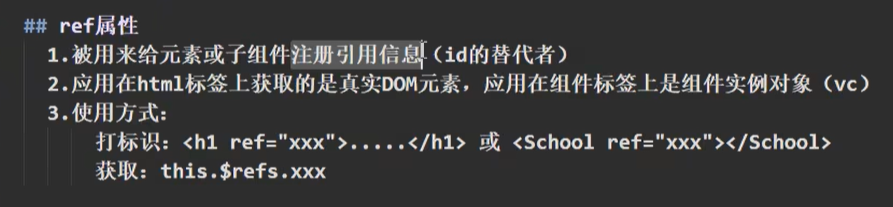 ## ref属性
1.被用来给元素或子组件注册引用信息（id的替代者）
2.应用在html标签上获取的是真实DOM元素，应用在组件标签上是组件实例对象（vc）
3.使用方式：
打标识：<h1 ref="xxx">.....</h1> 或 <School ref="xxx"></School>
获取：this.$refs.xxx